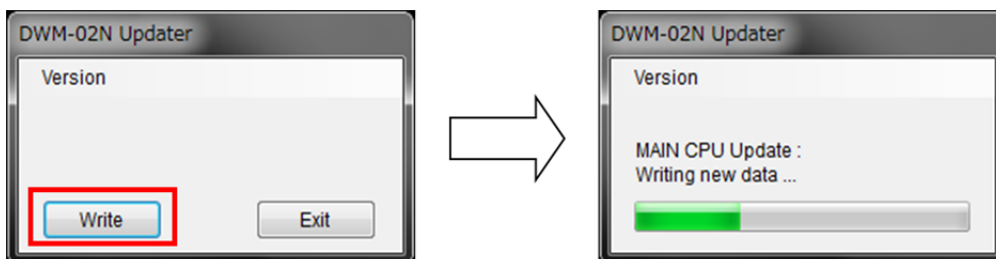 DWM-02N Updater
Version
Write
Exit
DWM-02N Updater
Version
MAIN CPU Update :
Writing new data ...